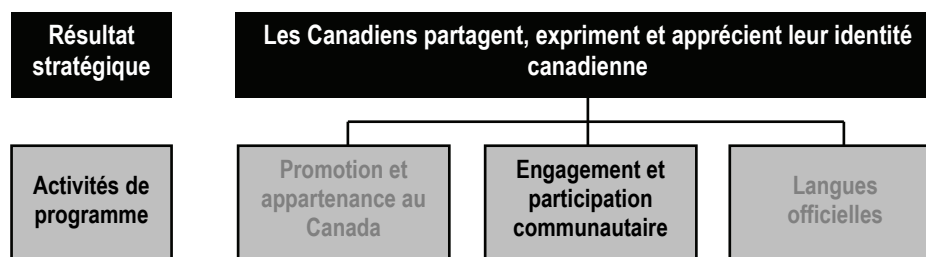 Résultat
stratégique
Les Canadiens partagent, expriment et apprécient leur identité
canadienne
Activités de
programme
Promotion et
appartenance au
Canada
Engagement et
participation
communautaire
Langues
officielles